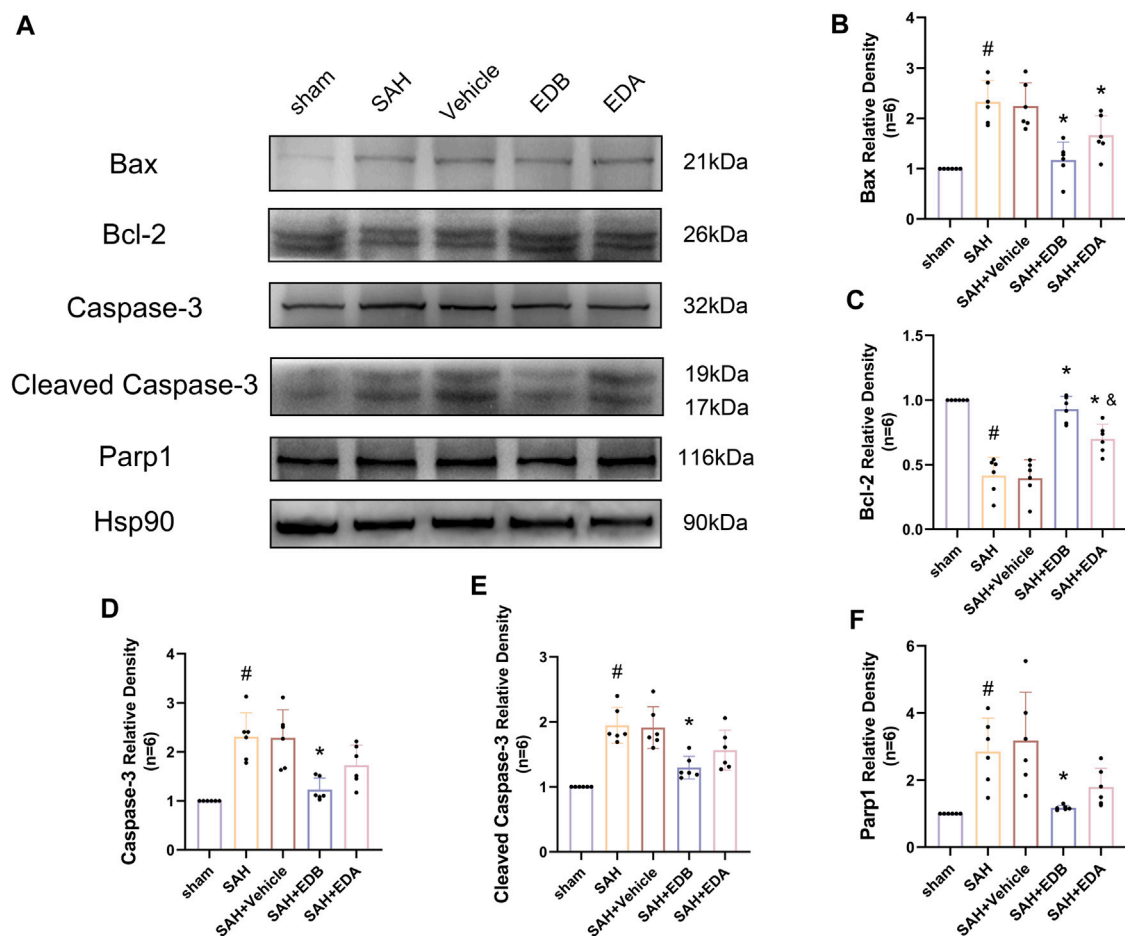 A
sham SAH Vehicle EDB EDA
Bax 21kDa
Bcl-2 26kDa
Caspase-3 32kDa
Cleaved Caspase-3 19kDa
17kDa
Parp1 116kDa
Hsp90 90kDa
B
Bax Relative Density
(n=6)
4
3
2
1
0
#
*
*
sham SAH SAH+Vehicle SAH+EDB SAH+EDA
C
Bcl-2 Relative Density
(n=6)
1.5
1.0
0.5
0.0
#
*
* &
sham SAH SAH+Vehicle SAH+EDB SAH+EDA
D
Caspase-3 Relative Density
(n=6)
4
3
2
1
0
#
*
sham SAH SAH+Vehicle SAH+EDB SAH+EDA
E
Cleaved Caspase-3 Relative Density
(n=6)
3
2
1
0
#
*
sham SAH SAH+Vehicle SAH+EDB SAH+EDA
F
Parp1 Relative Density
(n=6)
6
4
2
0
#
*
sham SAH SAH+Vehicle SAH+EDB SAH+EDA